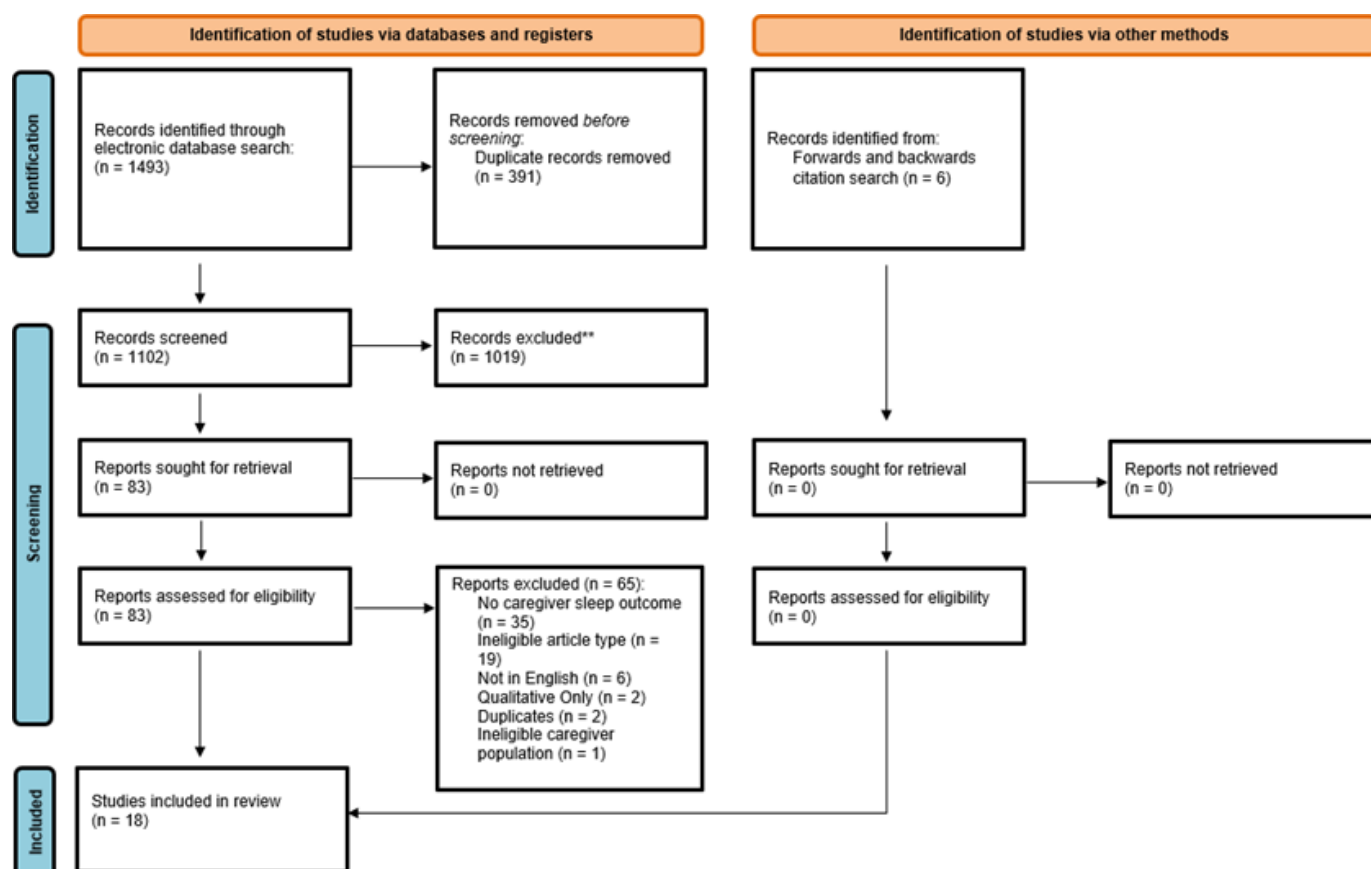 Identification of studies via databases and registers
Identification of studies via other methods
Identification
Records identified through
electronic database search:
(n = 1493)
Records removed before
screening:
Duplicate records removed
(n = 391)
Records identified from:
Forwards and backwards
citation search (n = 6)
Screening
Records screened
(n = 1102)
Records excluded**
(n = 1019)
Reports sought for retrieval
(n = 83)
Reports not retrieved
(n = 0)
Reports sought for retrieval
(n = 0)
Reports not retrieved
(n = 0)
Reports assessed for eligibility
(n = 83)
Reports excluded (n = 65):
No caregiver sleep outcome
(n = 35)
Ineligible article type (n =
19)
Not in English (n = 6)
Qualitative Only (n = 2)
Duplicates (n = 2)
Ineligible caregiver
population (n = 1)
Reports assessed for eligibility
(n = 0)
Included
Studies included in review
(n = 18)